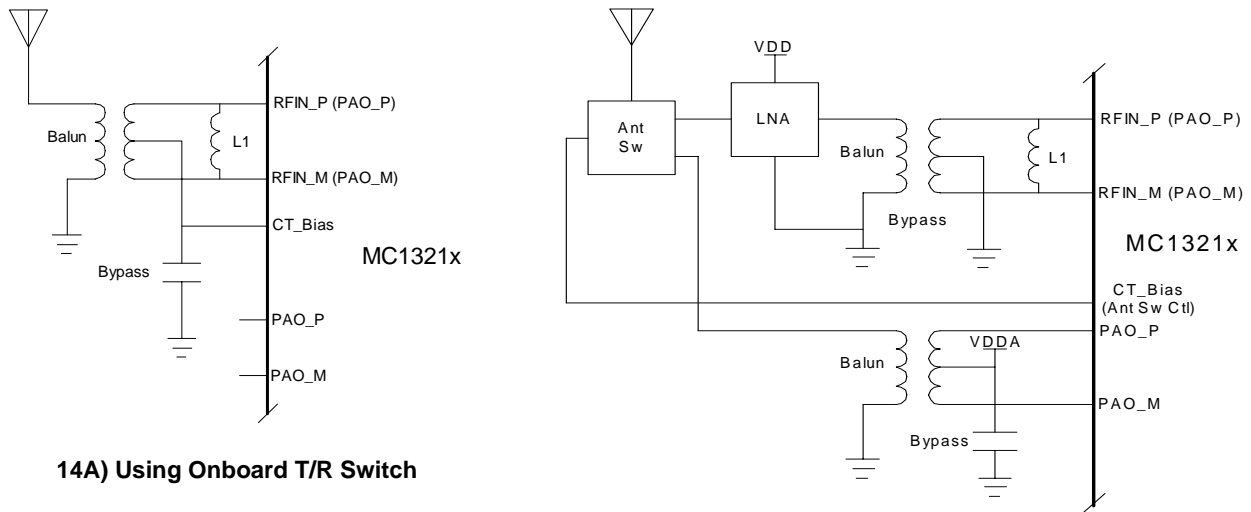 RFIN_P (PAO_P)
Balun
L1
RFIN_M (PAO_M)
CT_Bias
MC1321x
Bypass
PAO_P
PAO_M
14A) Using Onboard T/R Switch
VDD
Ant
Sw
LNA
RFIN_P (PAO_P)
Balun
L1
RFIN_M (PAO_M)
Bypass
MC1321x
CT_Bias
(Ant Sw Ctl)
PAO_P
VDDA
Balun
PAO_M
Bypass